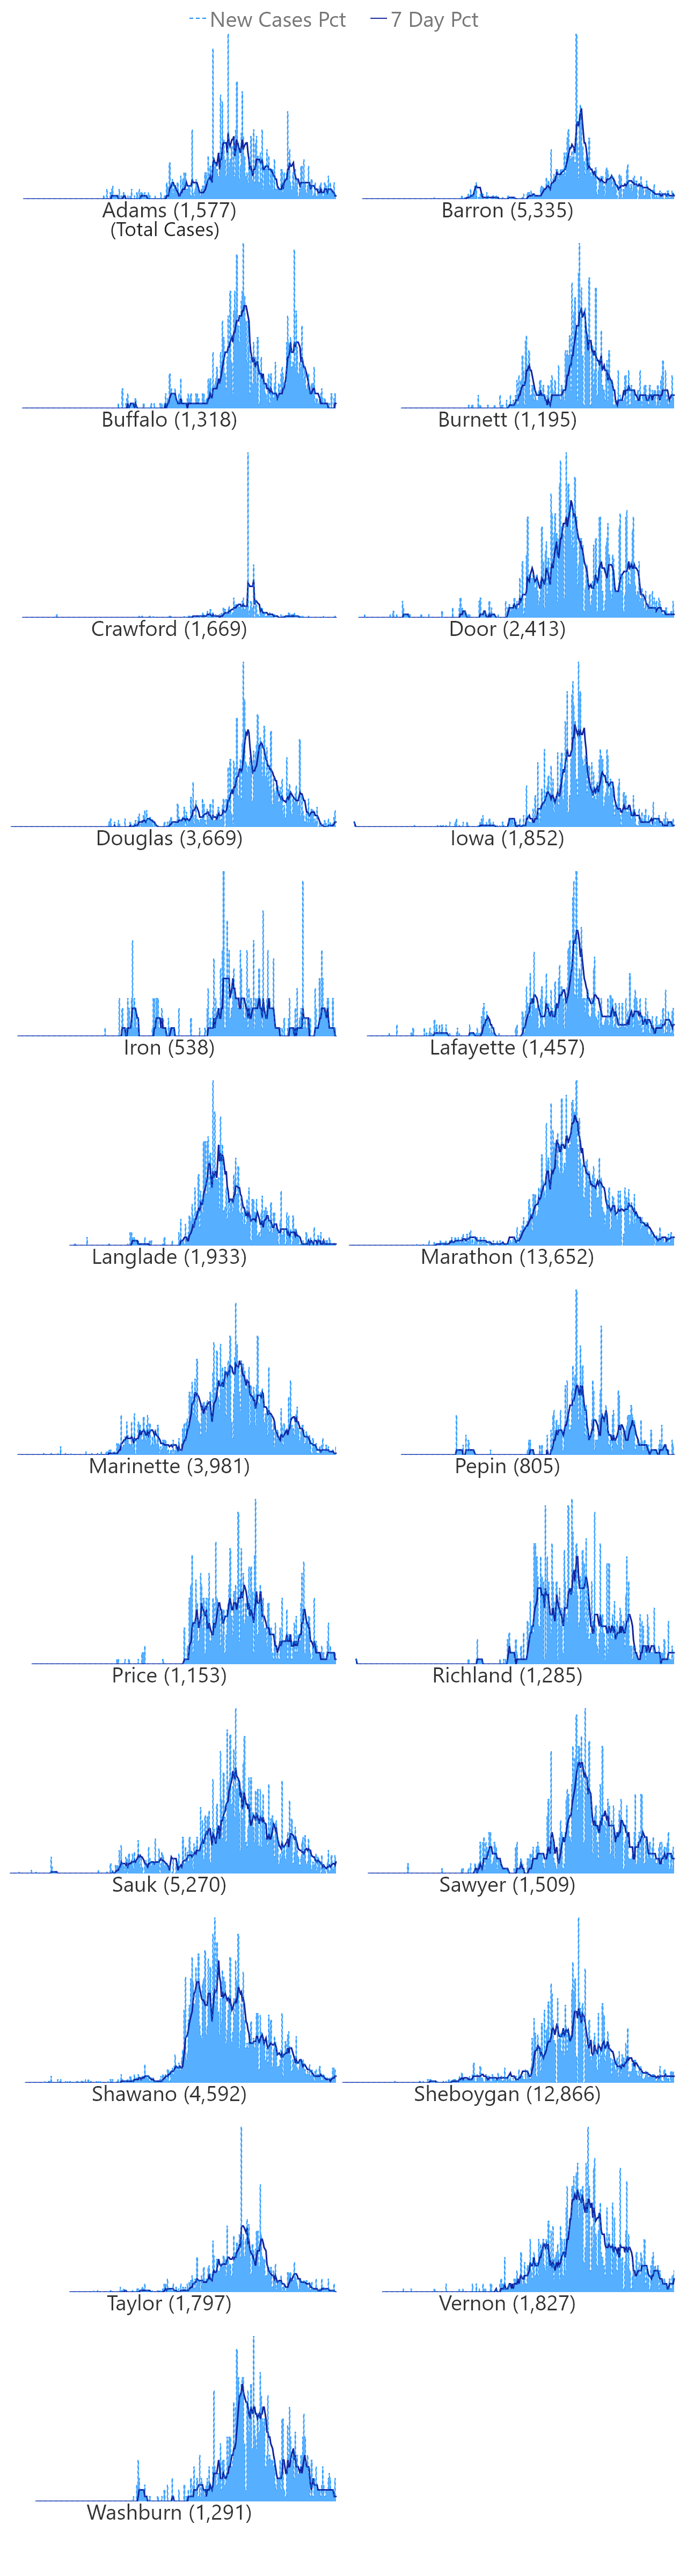 New Cases Pct 7 Day Pct
Adams (1,577) Barron (5,335)
(Total Cases)
Buffalo (1,318) Burnett (1,195)
Crawford (1,669) Door (2,413)
Douglas (3,669) Iowa (1,852)
Iron (538) Lafayette (1,457)
Langlade (1,933) Marathon (13,652)
Marinette (3,981) Pepin (805)
Price (1,153) Richland (1,285)
Sauk (5,270) Sawyer (1,509)
Shawano (4,592) Sheboygan (12,866)
Taylor (1,797) Vernon (1,827)
Washburn (1,291)